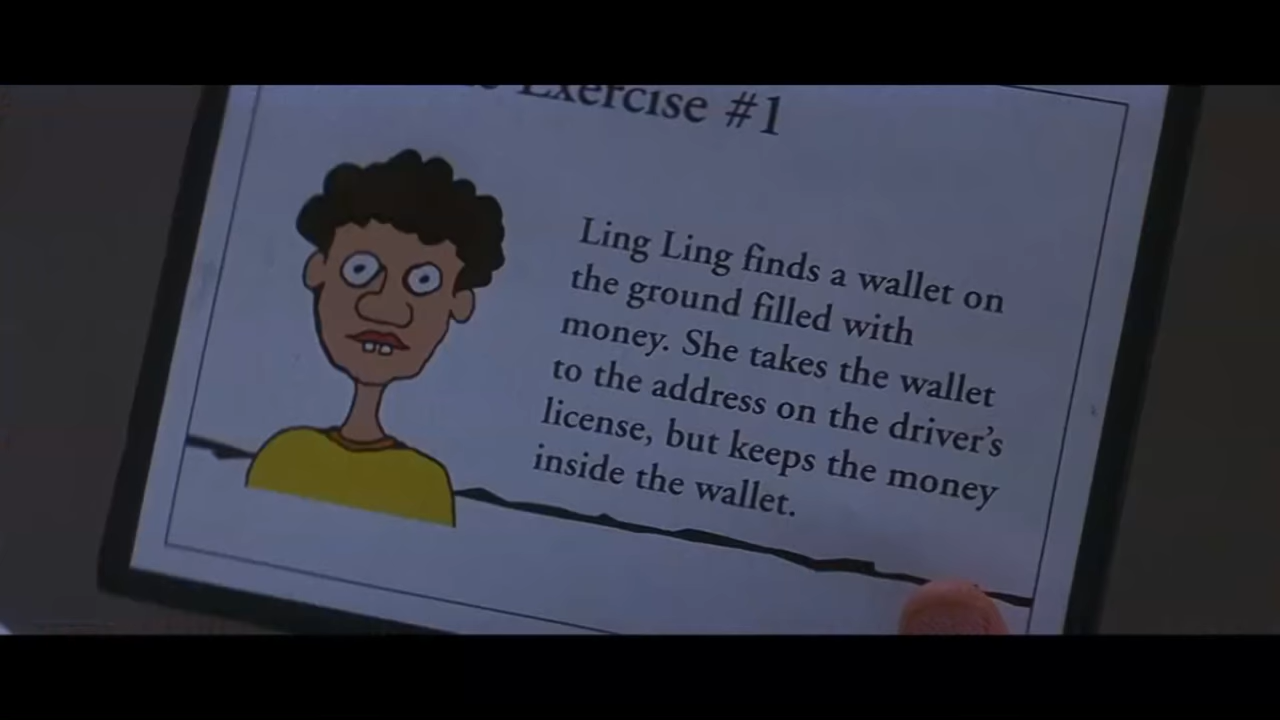 Exercise #1
Ling Ling finds a wallet on
the ground filled with
money. She takes the wallet
to the address on the driver's
license, but keeps the money
inside the wallet.